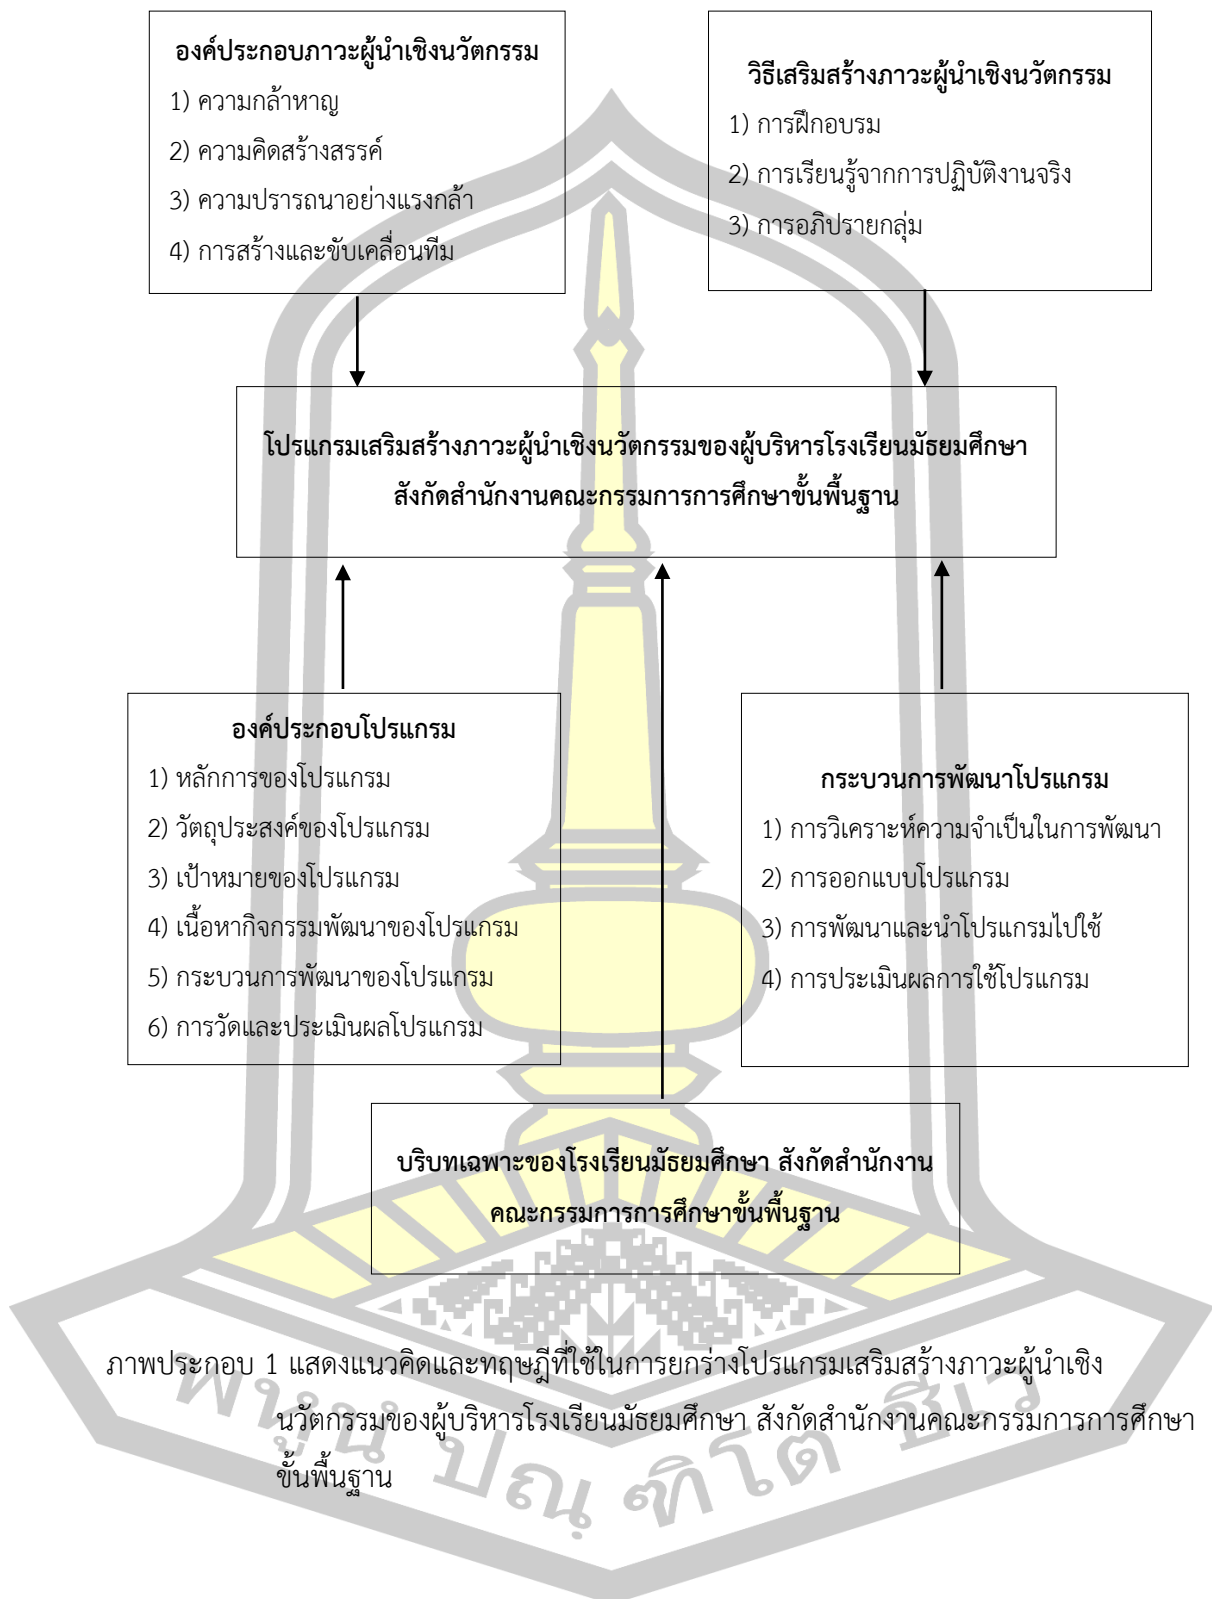 องค์ประกอบภาวะผู้นำเชิงนวัตกรรม
1) ความกล้าหาญ
2) ความคิดสร้างสรรค์
3) ความปรารถนาอย่างแรงกล้า
4) การสร้างและขับเคลื่อนทีม
วิธีเสริมสร้างภาวะผู้นำเชิงนวัตกรรม
1) การฝึกอบรม
2) การเรียนรู้จากการปฏิบัติงานจริง
3) การอภิปรายกลุ่ม
โปรแกรมเสริมสร้างภาวะผู้นำเชิงนวัตกรรมของผู้บริหารโรงเรียนมัธยมศึกษา
สังกัดสำนักงานคณะกรรมการการศึกษาขั้นพื้นฐาน
องค์ประกอบโปรแกรม
1) หลักการของโปรแกรม
2) วัตถุประสงค์ของโปรแกรม
3) เป้าหมายของโปรแกรม
4) เนื้อหากิจกรรมพัฒนาของโปรแกรม
5) กระบวนการพัฒนาของโปรแกรม
6) การวัดและประเมินผลโปรแกรม
กระบวนการพัฒนาโปรแกรม
1) การวิเคราะห์ความจำเป็นในการพัฒนา
2) การออกแบบโปรแกรม
3) การพัฒนาและนำโปรแกรมไปใช้
4) การประเมินผลการใช้โปรแกรม
บริบทเฉพาะของโรงเรียนมัธยมศึกษา สังกัดสำนักงาน
คณะกรรมการการศึกษาขั้นพื้นฐาน
ภาพประกอบ 1 แสดงแนวคิดและทฤษฎีที่ใช้ในการยกร่างโปรแกรมเสริมสร้างภาวะผู้นำเชิง
นวัตกรรมของผู้บริหารโรงเรียนมัธยมศึกษา สังกัดสำนักงานคณะกรรมการการศึกษา
ขั้นพื้นฐาน
พหูนํ ปณฺฑิโต ชีเว